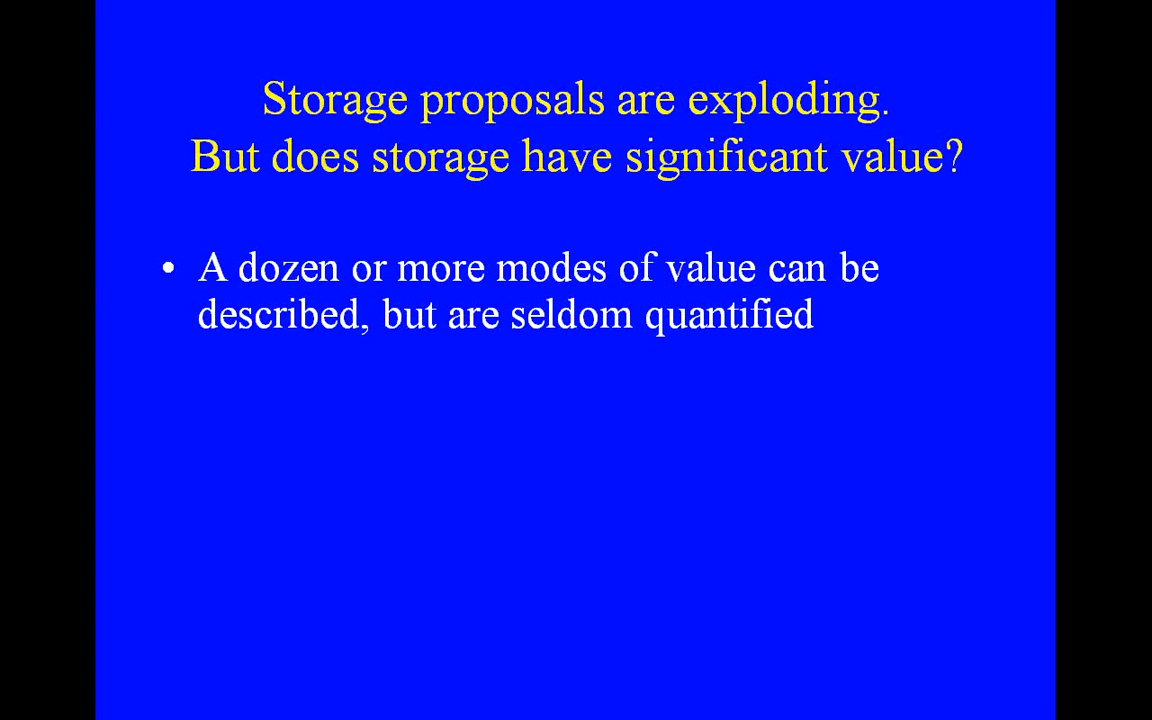 Storage proposals are exploding.
But does storage have significant value?
• A dozen or more modes of value can be
described, but are seldom quantified